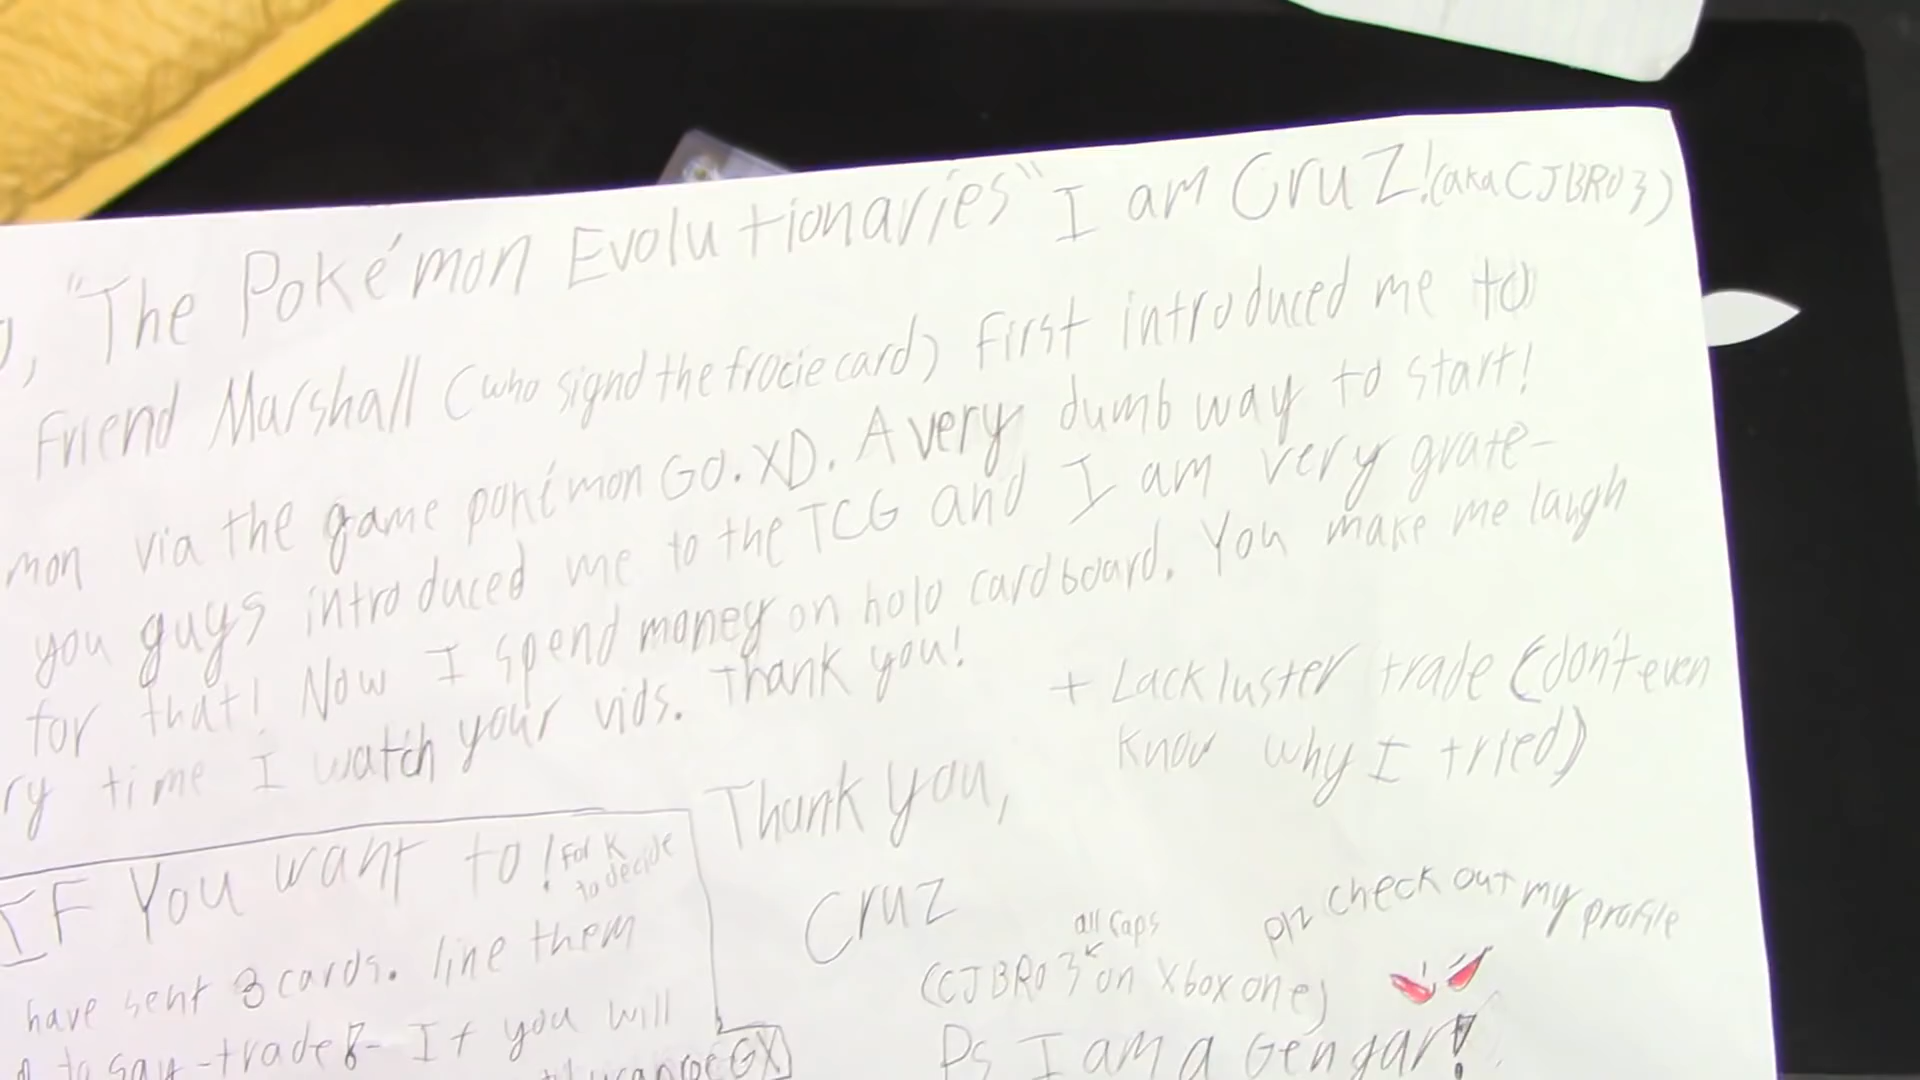 "The Pokémon Evolutionaries" I am Cruz! (aka CJBRO3)
Friend Marshall (who signd the frocie card) First introduced me to
mon via the game pokémon GO. XD. A very dumb way to start!
you guys introduced me to the TCG and I am very grate-
for that! Now I spend money on holo cardboard. You make me laugh
ry time I watch your vids. Thank you!
+ Lackluster trade (don't even
know why I tried)
Thank you,
Cruz
all caps
(CJBRO3 on Xbox one)
plz check out my profile
Ps I am a Gengar!
IF You want to! For K
to decide
have sent 3 cards. line them
to say -trade- If you will
GX